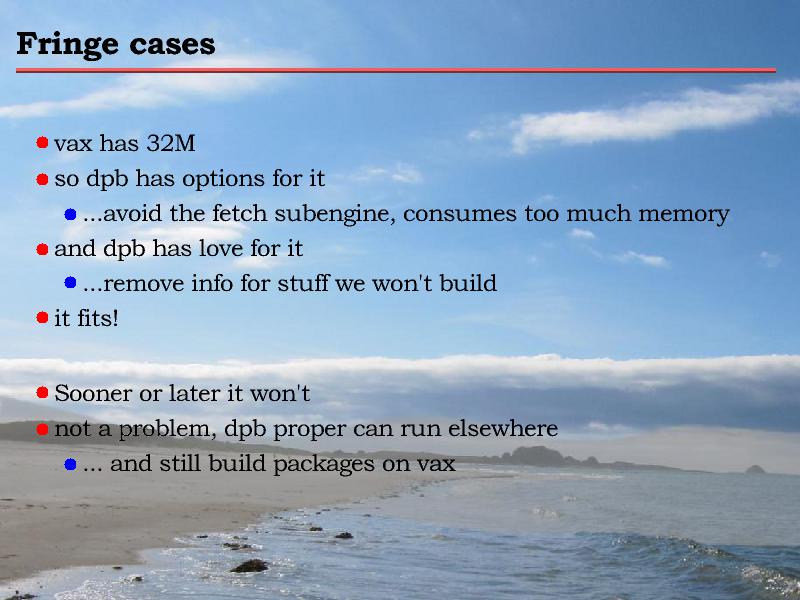 Fringe cases
vax has 32M
so dpb has options for it
...avoid the fetch subengine, consumes too much memory
and dpb has love for it
...remove info for stuff we won't build
it fits!
Sooner or later it won't
not a problem, dpb proper can run elsewhere
... and still build packages on vax